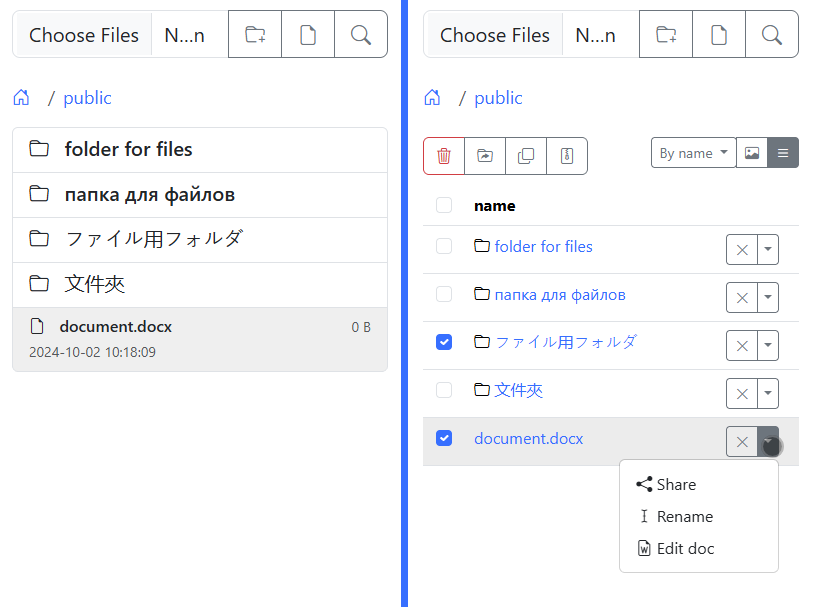 Choose Files N...n
/ public
folder for files
папка для файлов
ファイル用フォルダ
文件夾
document.docx 0 B
2024-10-02 10:18:09
Choose Files N...n
/ public
By name
name
folder for files
папка для файлов
ファイル用フォルダ
文件夾
document.docx
Share
Rename
Edit doc